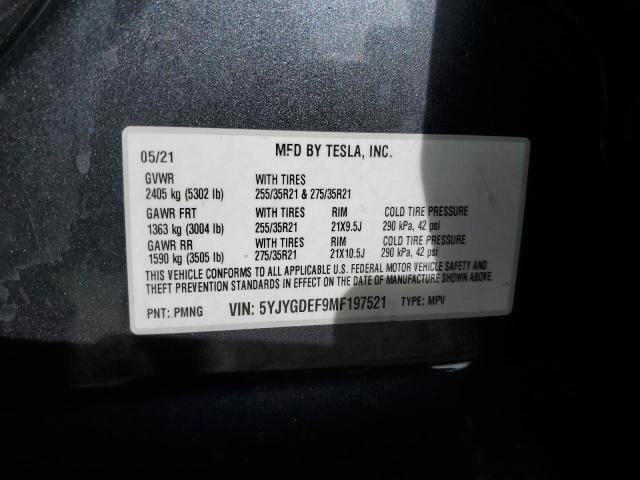 05/21 MFD BY TESLA, INC.
GVWR WITH TIRES
2405 kg (5302 lb) 255/35R21 & 275/35R21
GAWR FRT WITH TIRES RIM COLD TIRE PRESSURE
1363 kg (3004 lb) 255/35R21 21X9.5J 290 kPa, 42 psi
GAWR RR WITH TIRES RIM COLD TIRE PRESSURE
1590 kg (3505 lb) 275/35R21 21X10.5J 290 kPa, 42 psi
THIS VEHICLE CONFORMS TO ALL APPLICABLE U.S. FEDERAL MOTOR VEHICLE SAFETY AND
THEFT PREVENTION STANDARDS IN EFFECT ON THE DATE OF MANUFACTURE SHOWN ABOVE.
PNT: PMNG VIN: 5YJYGDEF9MF197521 TYPE: MPV